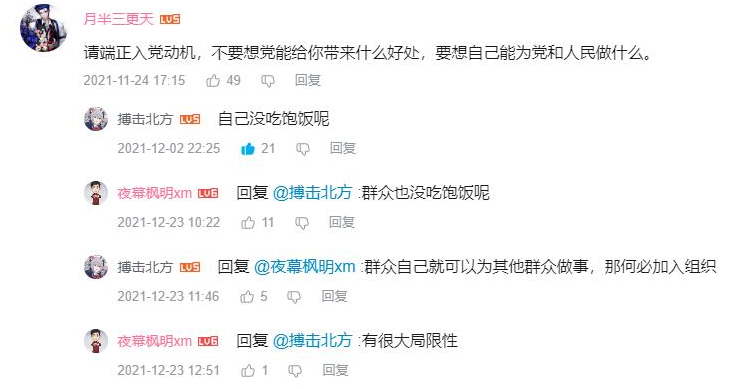 月半三更天 LV5
请端正入党动机，不要想党能给你带来什么好处，要想自己能为党和人民做什么。
2021-11-24 17:15 49 回复
搏击北方 LV5 自己没吃饱饭呢
2021-12-02 22:25 21 回复
夜幕枫明xm LV6 回复 @搏击北方 :群众也没吃饱饭呢
2021-12-23 10:22 11 回复
搏击北方 LV5 回复 @夜幕枫明xm :群众自己就可以为其他群众做事，那何必加入组织
2021-12-23 11:46 5 回复
夜幕枫明xm LV6 回复 @搏击北方 :有很大局限性
2021-12-23 12:51 1 回复